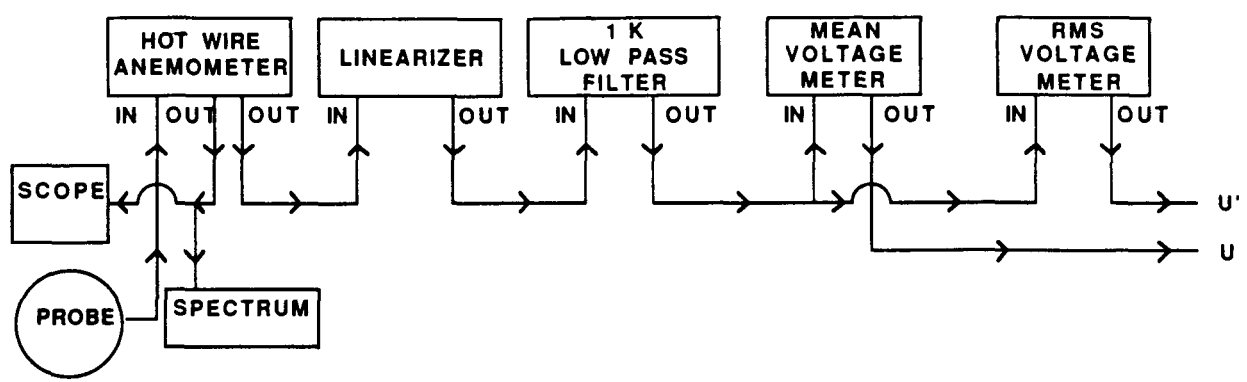 HOT WIRE
ANEMOMETER
LINEARIZER
1 K
LOW PASS
FILTER
MEAN
VOLTAGE
METER
RMS
VOLTAGE
METER
IN OUT OUT
IN OUT
IN OUT
IN OUT
IN OUT
SCOPE
U'
U
PROBE
SPECTRUM